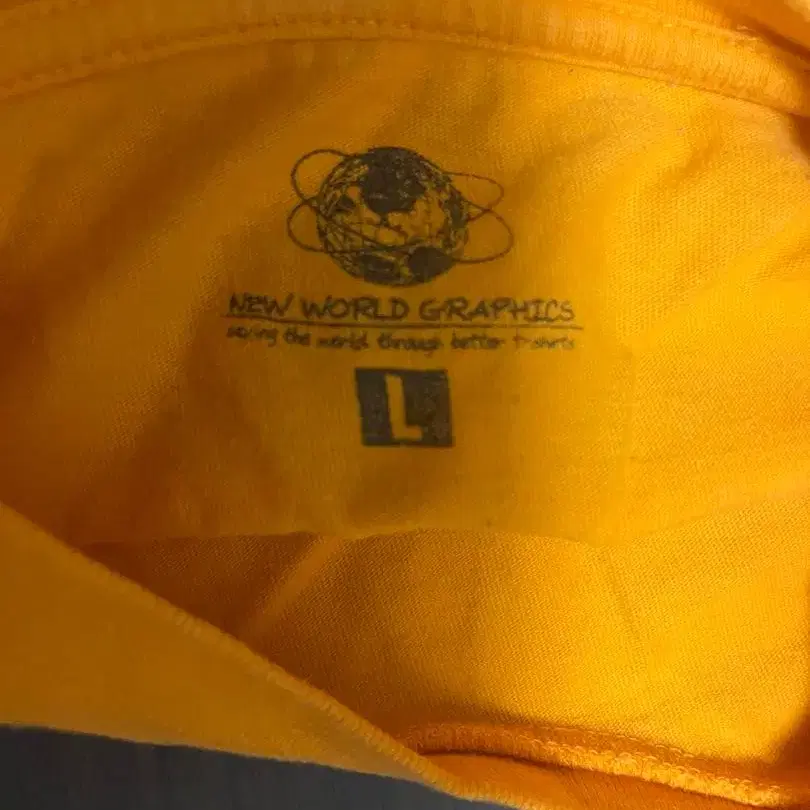 NEW WORLD GRAPHICS
saving the world through better t-shirts
L